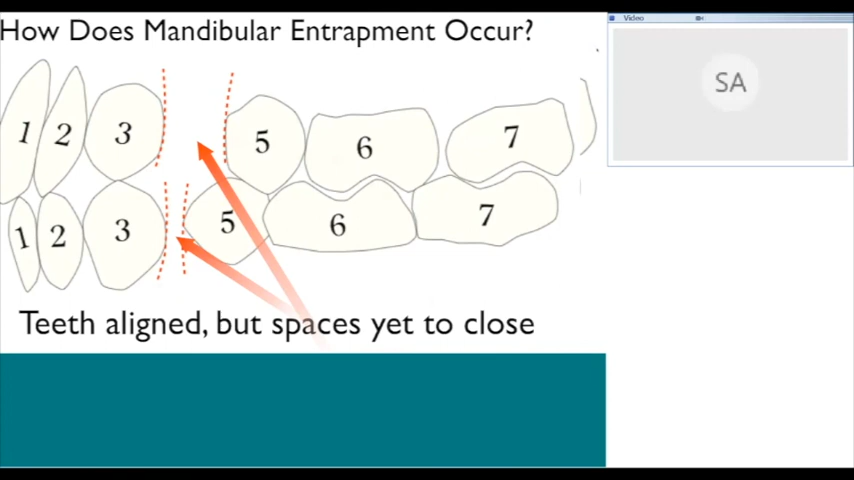 How Does Mandibular Entrapment Occur?
Video
SA
1 2 3 5 6 7
1 2 3 5 6 7
Teeth aligned, but spaces yet to close